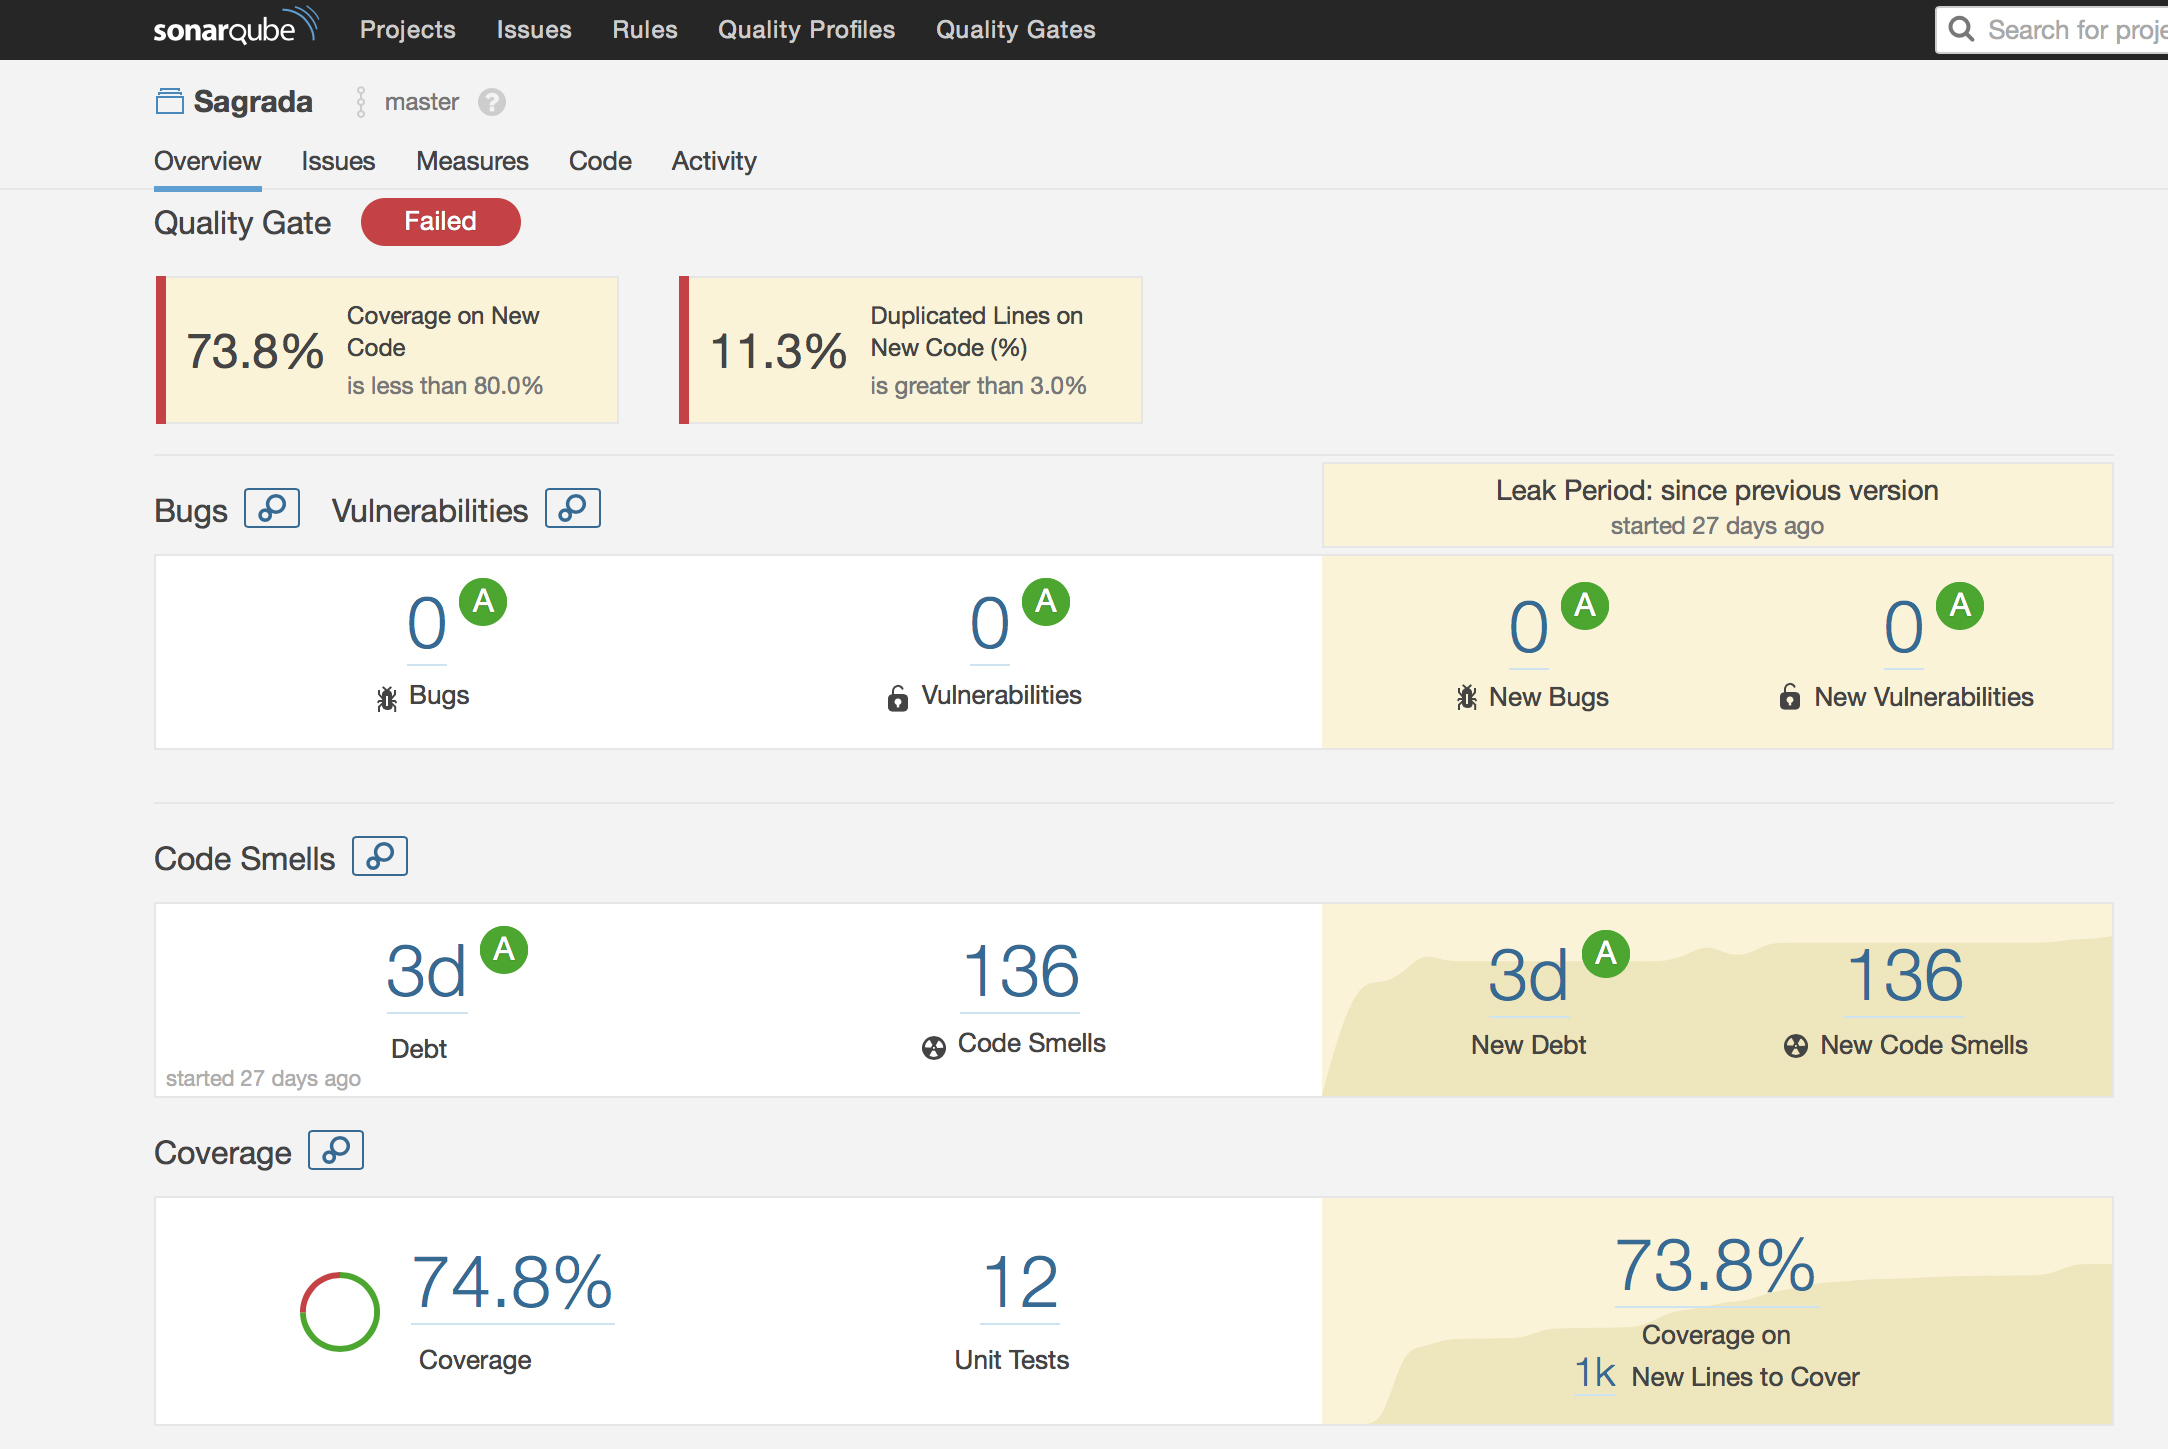 sonarqube Projects Issues Rules Quality Profiles Quality Gates Search for proje
Sagrada master ?
Overview Issues Measures Code Activity
Quality Gate Failed
73.8% Coverage on New
Code
is less than 80.0%
11.3% Duplicated Lines on
New Code (%)
is greater than 3.0%
Bugs Vulnerabilities
Leak Period: since previous version
started 27 days ago
0 A
Bugs
0 A
Vulnerabilities
0 A
New Bugs
0 A
New Vulnerabilities
Code Smells
3d A
Debt
started 27 days ago
136
Code Smells
3d A
New Debt
136
New Code Smells
Coverage
74.8%
Coverage
12
Unit Tests
73.8%
Coverage on
1k New Lines to Cover